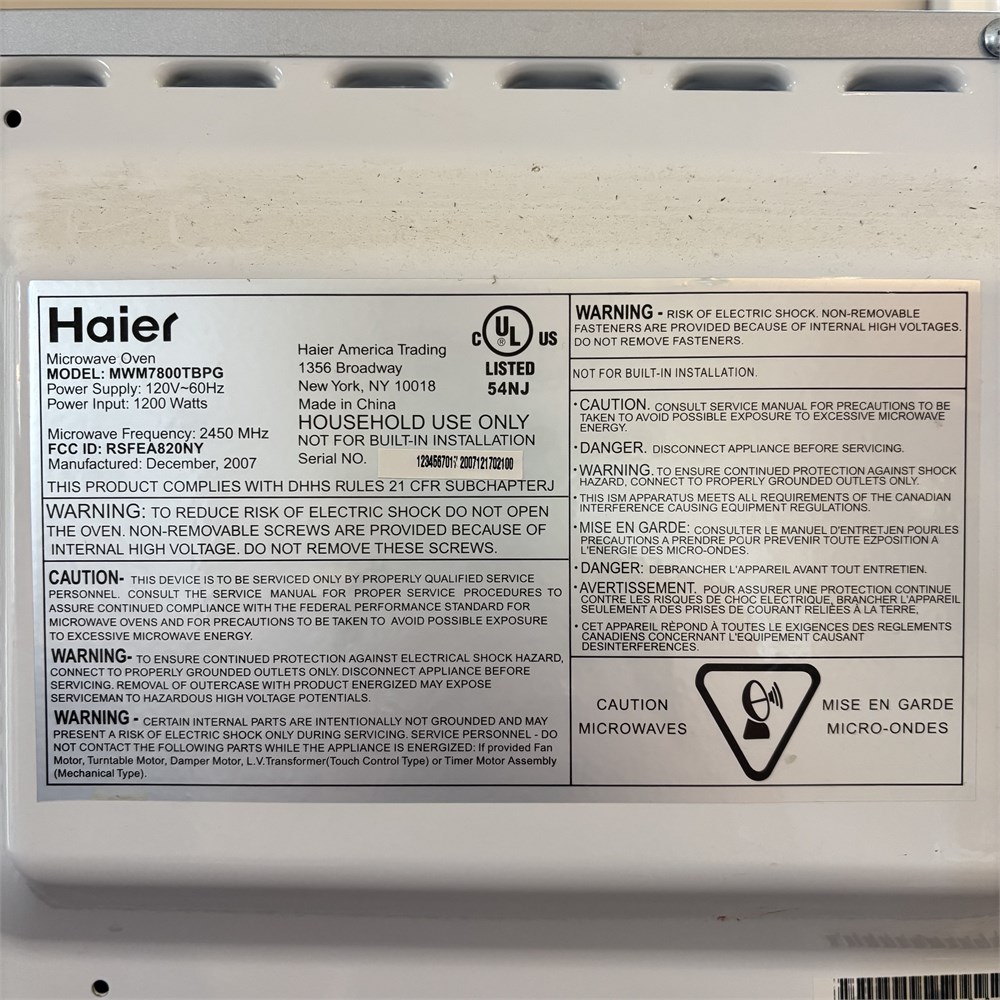 Haier
Microwave Oven
MODEL: MWM7800TBPG
Power Supply: 120V~60Hz
Power Input: 1200 Watts
Microwave Frequency: 2450 MHz
FCC ID: RSFEA820NY
Manufactured: December, 2007
Haier America Trading
1356 Broadway
New York, NY 10018
Made in China
HOUSEHOLD USE ONLY
NOT FOR BUILT-IN INSTALLATION
Serial NO. 1234567017 2007121702100
C UL ® US
LISTED
54NJ
THIS PRODUCT COMPLIES WITH DHHS RULES 21 CFR SUBCHAPTERJ
WARNING: TO REDUCE RISK OF ELECTRIC SHOCK DO NOT OPEN
THE OVEN. NON-REMOVABLE SCREWS ARE PROVIDED BECAUSE OF
INTERNAL HIGH VOLTAGE. DO NOT REMOVE THESE SCREWS.
CAUTION- THIS DEVICE IS TO BE SERVICED ONLY BY PROPERLY QUALIFIED SERVICE
PERSONNEL. CONSULT THE SERVICE MANUAL FOR PROPER SERVICE PROCEDURES TO
ASSURE CONTINUED COMPLIANCE WITH THE FEDERAL PERFORMANCE STANDARD FOR
MICROWAVE OVENS AND FOR PRECAUTIONS TO BE TAKEN TO AVOID POSSIBLE EXPOSURE
TO EXCESSIVE MICROWAVE ENERGY.
WARNING- TO ENSURE CONTINUED PROTECTION AGAINST ELECTRICAL SHOCK HAZARD,
CONNECT TO PROPERLY GROUNDED OUTLETS ONLY. DISCONNECT APPLIANCE BEFORE
SERVICING. REMOVAL OF OUTERCASE WITH PRODUCT ENERGIZED MAY EXPOSE
SERVICEMAN TO HAZARDOUS HIGH VOLTAGE POTENTIALS.
WARNING - CERTAIN INTERNAL PARTS ARE INTENTIONALLY NOT GROUNDED AND MAY
PRESENT A RISK OF ELECTRIC SHOCK ONLY DURING SERVICING. SERVICE PERSONNEL - DO
NOT CONTACT THE FOLLOWING PARTS WHILE THE APPLIANCE IS ENERGIZED: If provided Fan
Motor, Turntable Motor, Damper Motor, L.V.Transformer(Touch Control Type) or Timer Motor Assembly
(Mechanical Type).
WARNING - RISK OF ELECTRIC SHOCK. NON-REMOVABLE
FASTENERS ARE PROVIDED BECAUSE OF INTERNAL HIGH VOLTAGES.
DO NOT REMOVE FASTENERS.
NOT FOR BUILT-IN INSTALLATION.
• CAUTION. CONSULT SERVICE MANUAL FOR PRECAUTIONS TO BE
TAKEN TO AVOID POSSIBLE EXPOSURE TO EXCESSIVE MICROWAVE
ENERGY.
• DANGER. DISCONNECT APPLIANCE BEFORE SERVICING.
• WARNING. TO ENSURE CONTINUED PROTECTION AGAINST SHOCK
HAZARD, CONNECT TO PROPERLY GROUNDED OUTLETS ONLY.
• THIS ISM APPARATUS MEETS ALL REQUIREMENTS OF THE CANADIAN
INTERFERENCE CAUSING EQUIPMENT REGULATIONS.
• MISE EN GARDE: CONSULTER LE MANUEL D'ENTRETJEN POURLES
PRECAUTIONS A PRENDRE POUR PREVENIR TOUTE EZPOSITION A
L'ENERGIE DES MICRO-ONDES.
• DANGER: DEBRANCHER L'APPAREIL AVANT TOUT ENTRETIEN.
• AVERTISSEMENT. POUR ASSURER UNE PROTECTION CONTINUE
CONTRE LES RISQUES DE CHOC ELECTRIQUE, BRANCHER L'APPAREIL
SEULEMENT A DES PRISES DE COURANT RELIÈES À LA TERRE,
• CET APPAREIL RÈPOND À TOUTES LE EXIGENCES DES REGLEMENTS
CANADIENS CONCERNANT L'EQUIPEMENT CAUSANT
DESINTERFERENCES.
CAUTION
MICROWAVES
MISE EN GARDE
MICRO-ONDES